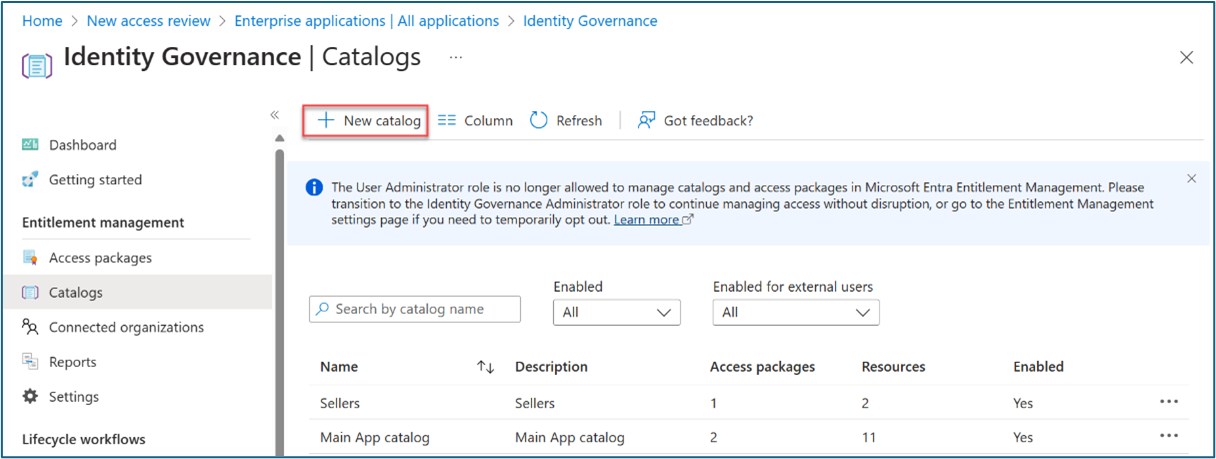 Home > New access review > Enterprise applications | All applications > Identity Governance
Identity Governance | Catalogs ...
New catalog Column Refresh Got feedback?
Dashboard
Getting started
Entitlement management
Access packages
Catalogs
Connected organizations
Reports
Settings
Lifecycle workflows
The User Administrator role is no longer allowed to manage catalogs and access packages in Microsoft Entra Entitlement Management. Please
transition to the Identity Governance Administrator role to continue managing access without disruption, or go to the Entitlement Management
settings page if you need to temporarily opt out. Learn more
Enabled Enabled for external users
Search by catalog name All All
Name Description Access packages Resources Enabled
Sellers Sellers 1 2 Yes
Main App catalog Main App catalog 2 11 Yes